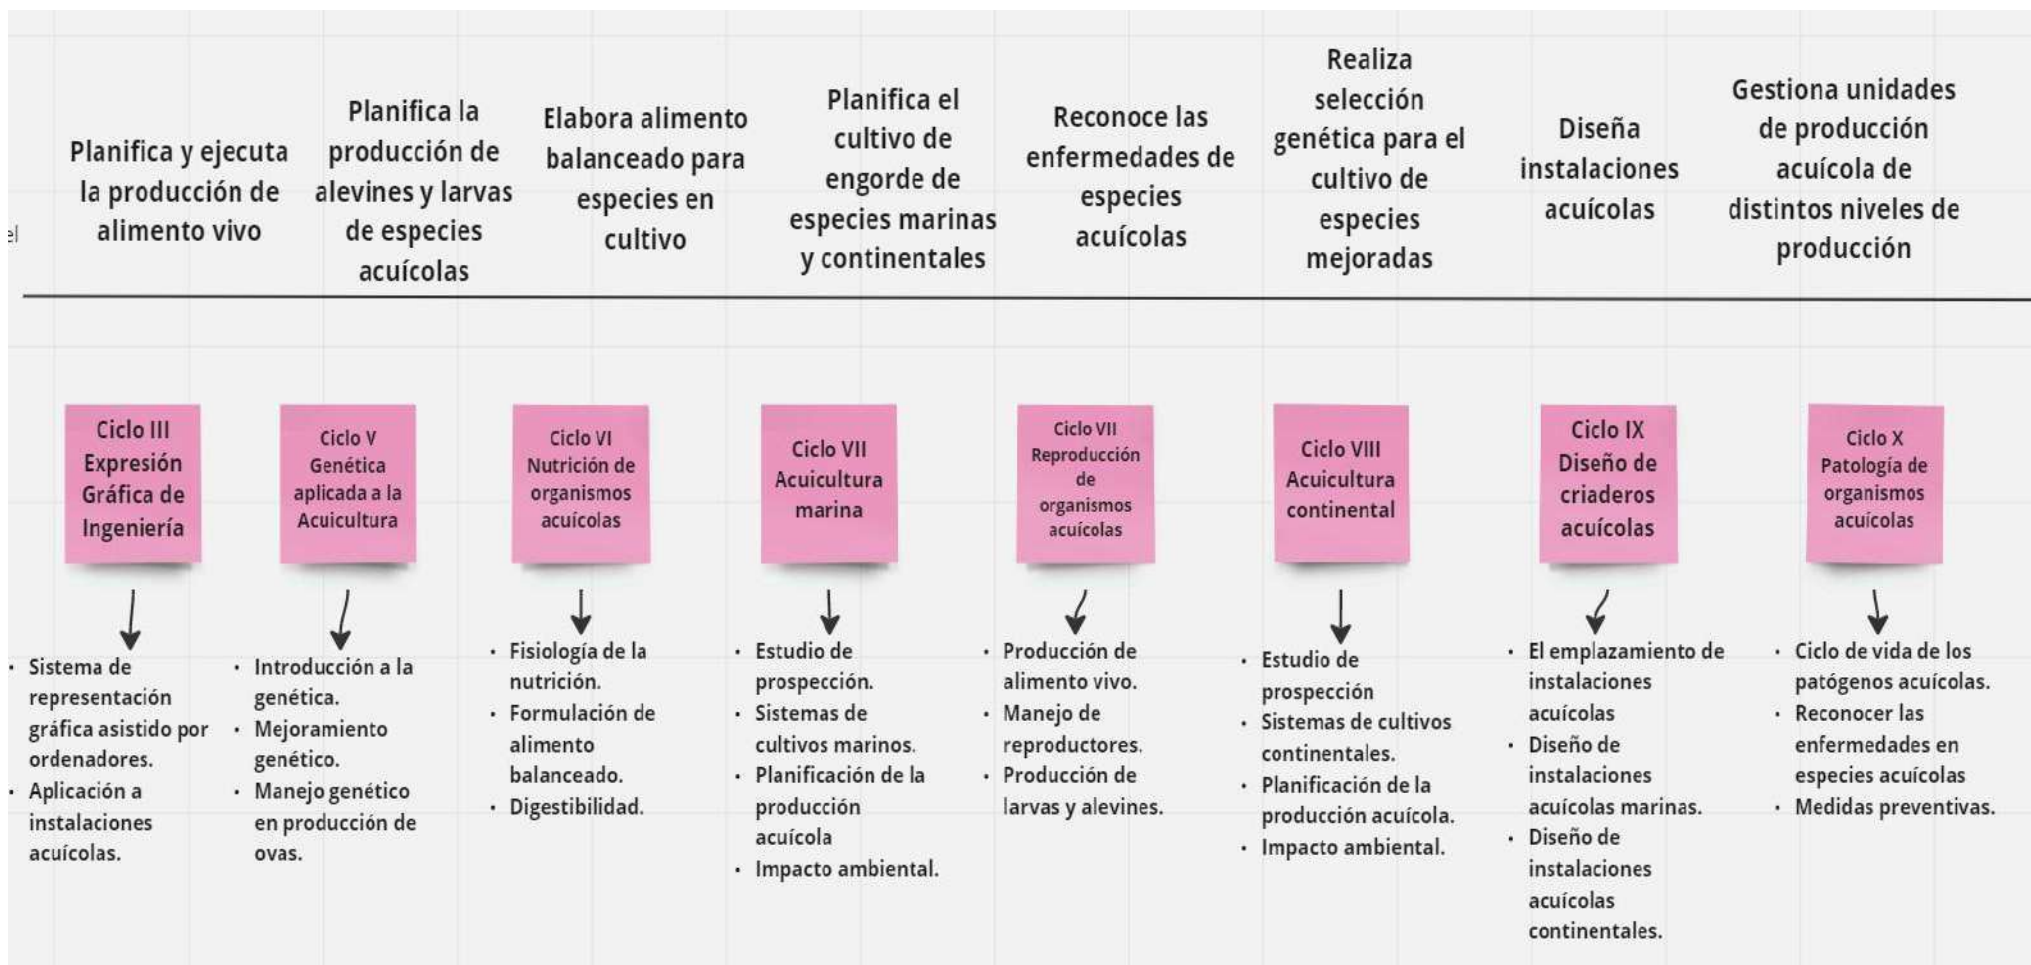 Planifica y ejecuta
la producción de
alimento vivo
Planifica la
producción de
alevines y larvas
de especies
acuícolas
Elabora alimento
balanceado para
especies en
cultivo
Planifica el
cultivo de
engorde de
especies marinas
y continentales
Reconoce las
enfermedades de
especies
acuícolas
Realiza
selección
genética para el
cultivo de
especies
mejoradas
Diseña
instalaciones
acuícolas
Gestiona unidades
de producción
acuícola de
distintos niveles de
producción
el
Ciclo III
Expresión
Gráfica de
Ingeniería
Ciclo V
Genética
aplicada a la
Acuicultura
Ciclo VI
Nutrición de
organismos
acuícolas
Ciclo VII
Acuicultura
marina
Ciclo VII
Reproducción
de
organismos
acuícolas
Ciclo VIII
Acuicultura
continental
Ciclo IX
Diseño de
criaderos
acuícolas
Ciclo X
Patología de
organismos
acuícolas
• Sistema de
representación
gráfica asistido por
ordenadores.
• Aplicación a
instalaciones
acuícolas.
• Introducción a la
genética.
• Mejoramiento
genético.
• Manejo genético
en producción de
ovas.
• Fisiología de la
nutrición.
• Formulación de
alimento
balanceado.
• Digestibilidad.
• Estudio de
prospección.
• Sistemas de
cultivos marinos.
• Planificación de la
producción
acuícola
• Impacto ambiental.
• Producción de
alimento vivo.
• Manejo de
reproductores.
• Producción de
larvas y alevines.
• Estudio de
prospección
• Sistemas de cultivos
continentales.
• Planificación de la
producción acuícola.
• Impacto ambiental.
• El emplazamiento de
instalaciones
acuícolas
• Diseño de
instalaciones
acuícolas marinas.
• Diseño de
instalaciones
acuícolas
continentales.
• Ciclo de vida de los
patógenos acuícolas.
• Reconocer las
enfermedades en
especies acuícolas
• Medidas preventivas.